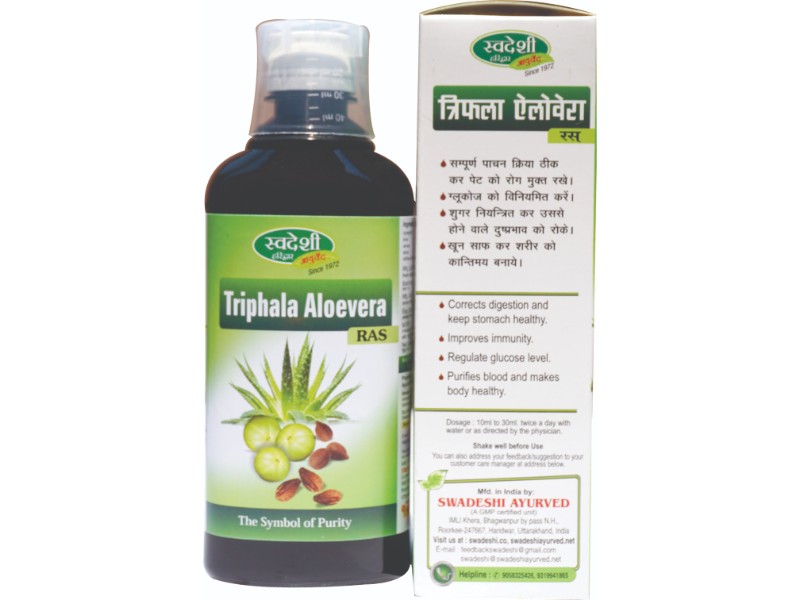 स्वदेशी
आयुर्वेद
Since 1972
Triphala Aloevera
RAS
The Symbol of Purity
स्वदेशी
आयुर्वेद
Since 1972
त्रिफला ऐलोवेरा
रस
सम्पूर्ण पाचन क्रिया ठीक
कर पेट को रोग मुक्त रखे।
ग्लूकोज को विनियमित करें।
शुगर नियन्त्रित कर उससे
होने वाले दुष्प्रभाव को रोके।
खून साफ कर शरीर को
कान्तिमय बनाये।
Corrects digestion and
keep stomach healthy.
Improves immunity.
Regulate glucose level.
Purifies blood and makes
body healthy.
Dosage : 10ml to 30ml. twice a day with
water or as directed by the physician.
Shake well before Use
You can also address your feedback/suggestion to your
customer care manager at address below.
Mfd. in India by:
SWADESHI AYURVED
(A GMP certified unit)
IMLI Khera, Bhagwanpur by pass N.H.,
Roorkee-247667, Haridwar, Uttarakhand, India
Visit us at : swadeshi.co, swadeshiayurved.net
E-mail : feedbackswadeshi@gmail.com
swadeshi@swadeshiayurved.net
Helpline : 9058325426, 9319941865